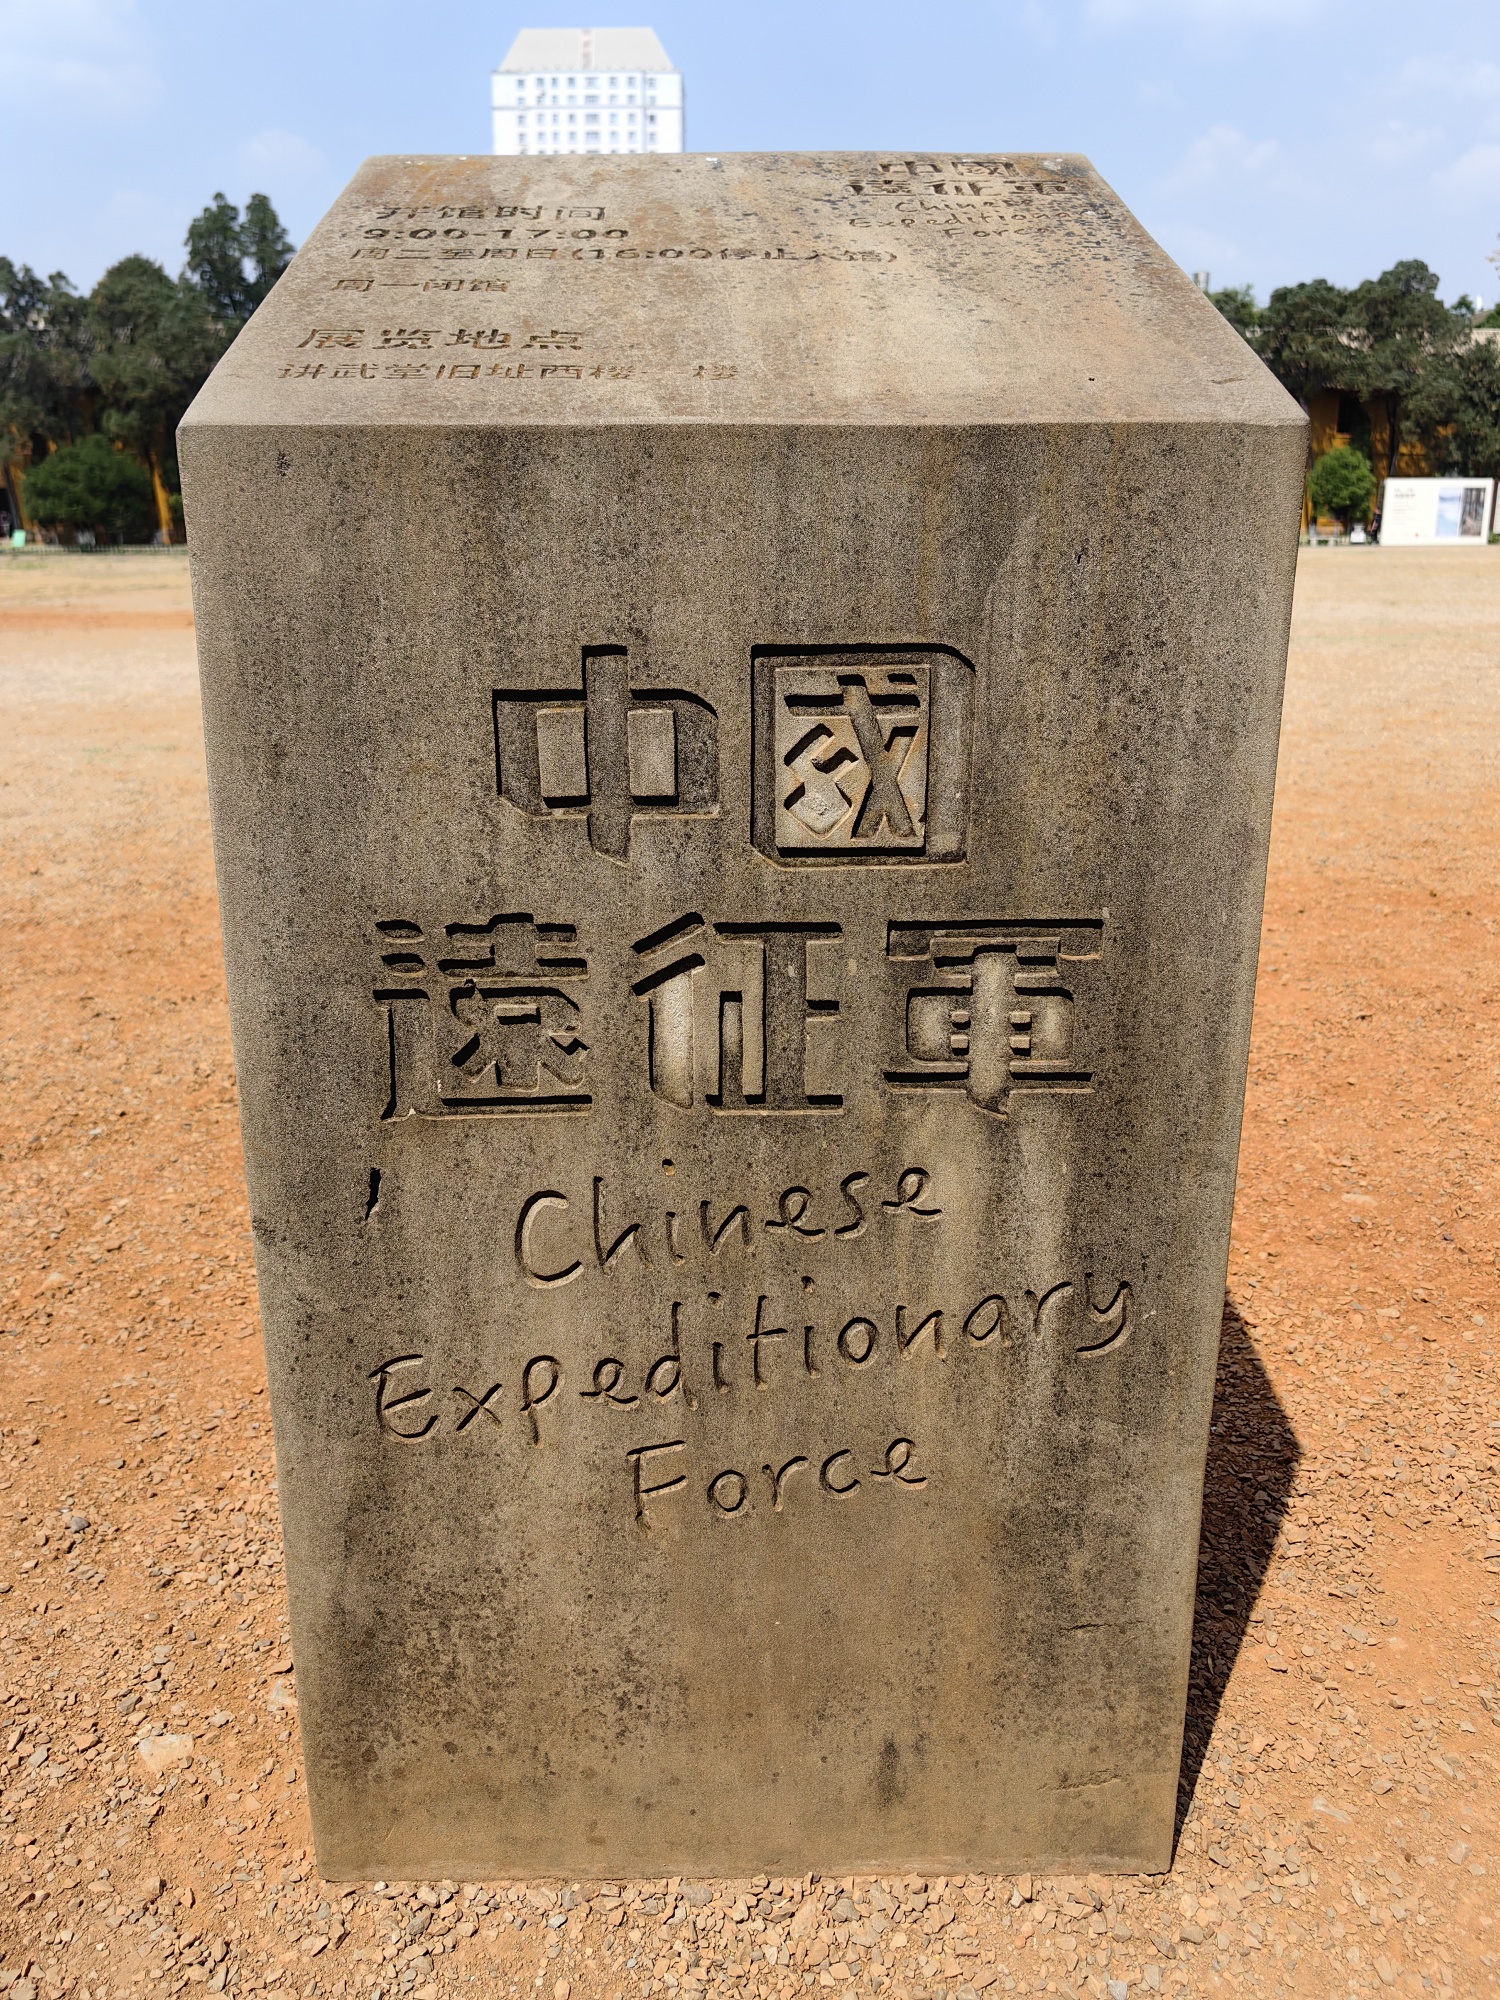 开馆时间
9:00-17:00
周二至周日(16:00停止入馆)
周一闭馆
展览地点
讲武堂旧址西楼 楼
中國
遠征軍
Chinese
Expeditionary
Force
中國
遠征軍
Chinese
Expeditionary
Force